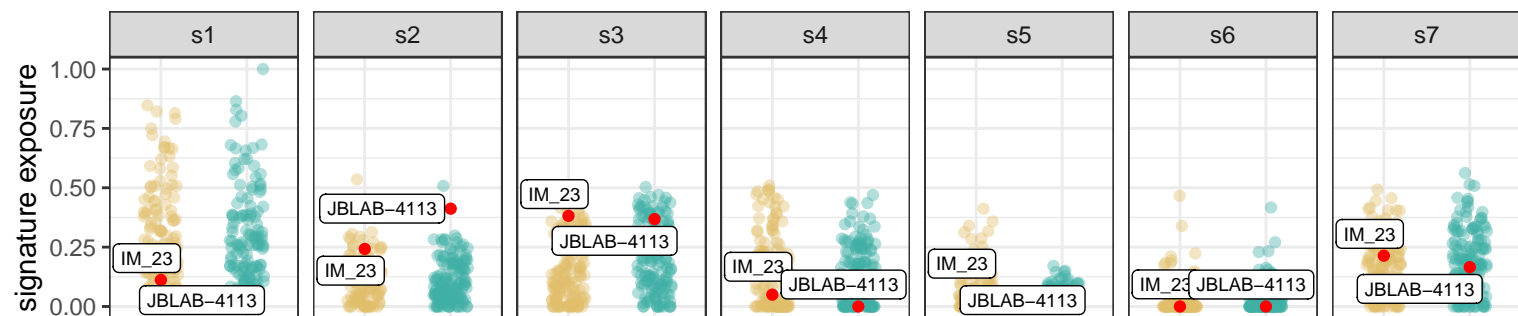 s1 s2 s3 s4 s5 s6 s7
signature exposure
1.00
0.75
0.50
0.25
0.00
IM_23
JBLAB−4113
JBLAB−4113
IM_23
IM_23
JBLAB−4113
IM_23
JBLAB−4113
IM_23
JBLAB−4113
IM_23
JBLAB−4113
IM_23
JBLAB−4113